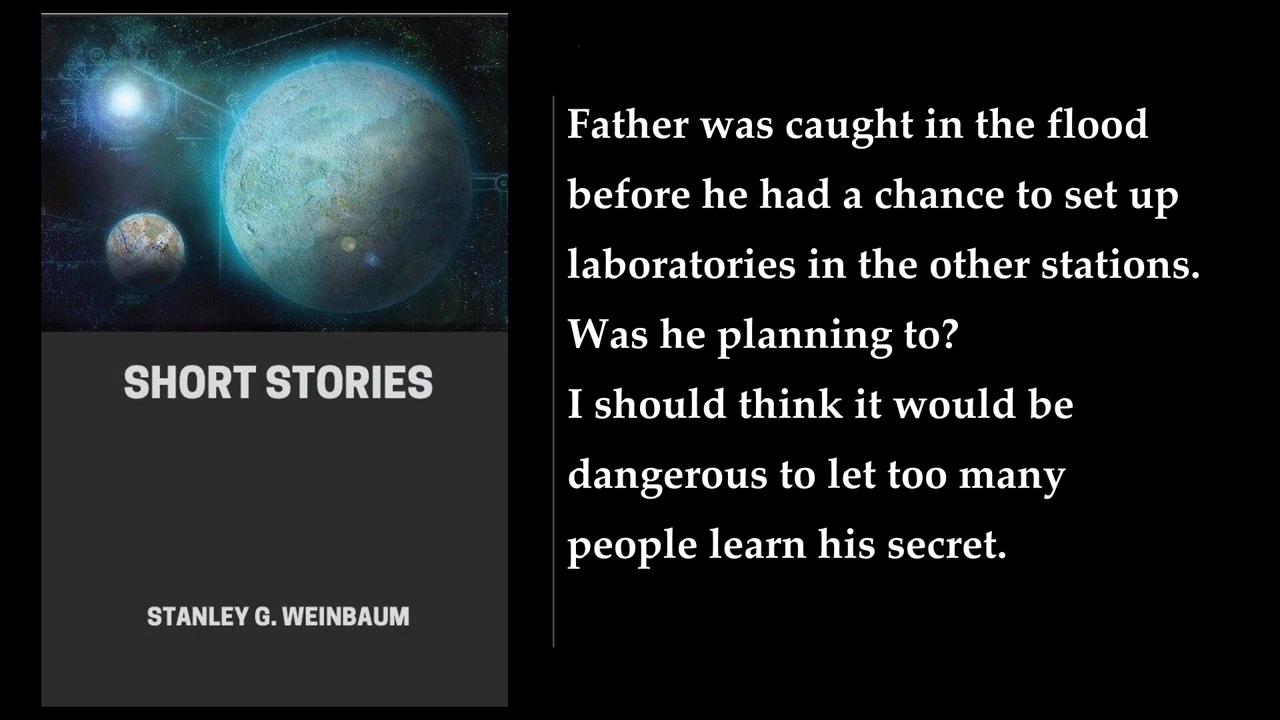 SHORT STORIES
STANLEY G. WEINBAUM
Father was caught in the flood
before he had a chance to set up
laboratories in the other stations.
Was he planning to?
I should think it would be
dangerous to let too many
people learn his secret.